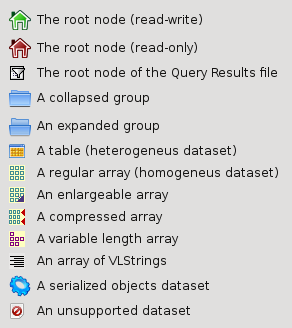 The root node (read-write)
The root node (read-only)
The root node of the Query Results file
A collapsed group
An expanded group
A table (heterogeneus dataset)
A regular array (homogeneus dataset)
An enlargeable array
A compressed array
A variable length array
An array of VLStrings
A serialized objects dataset
An unsupported dataset